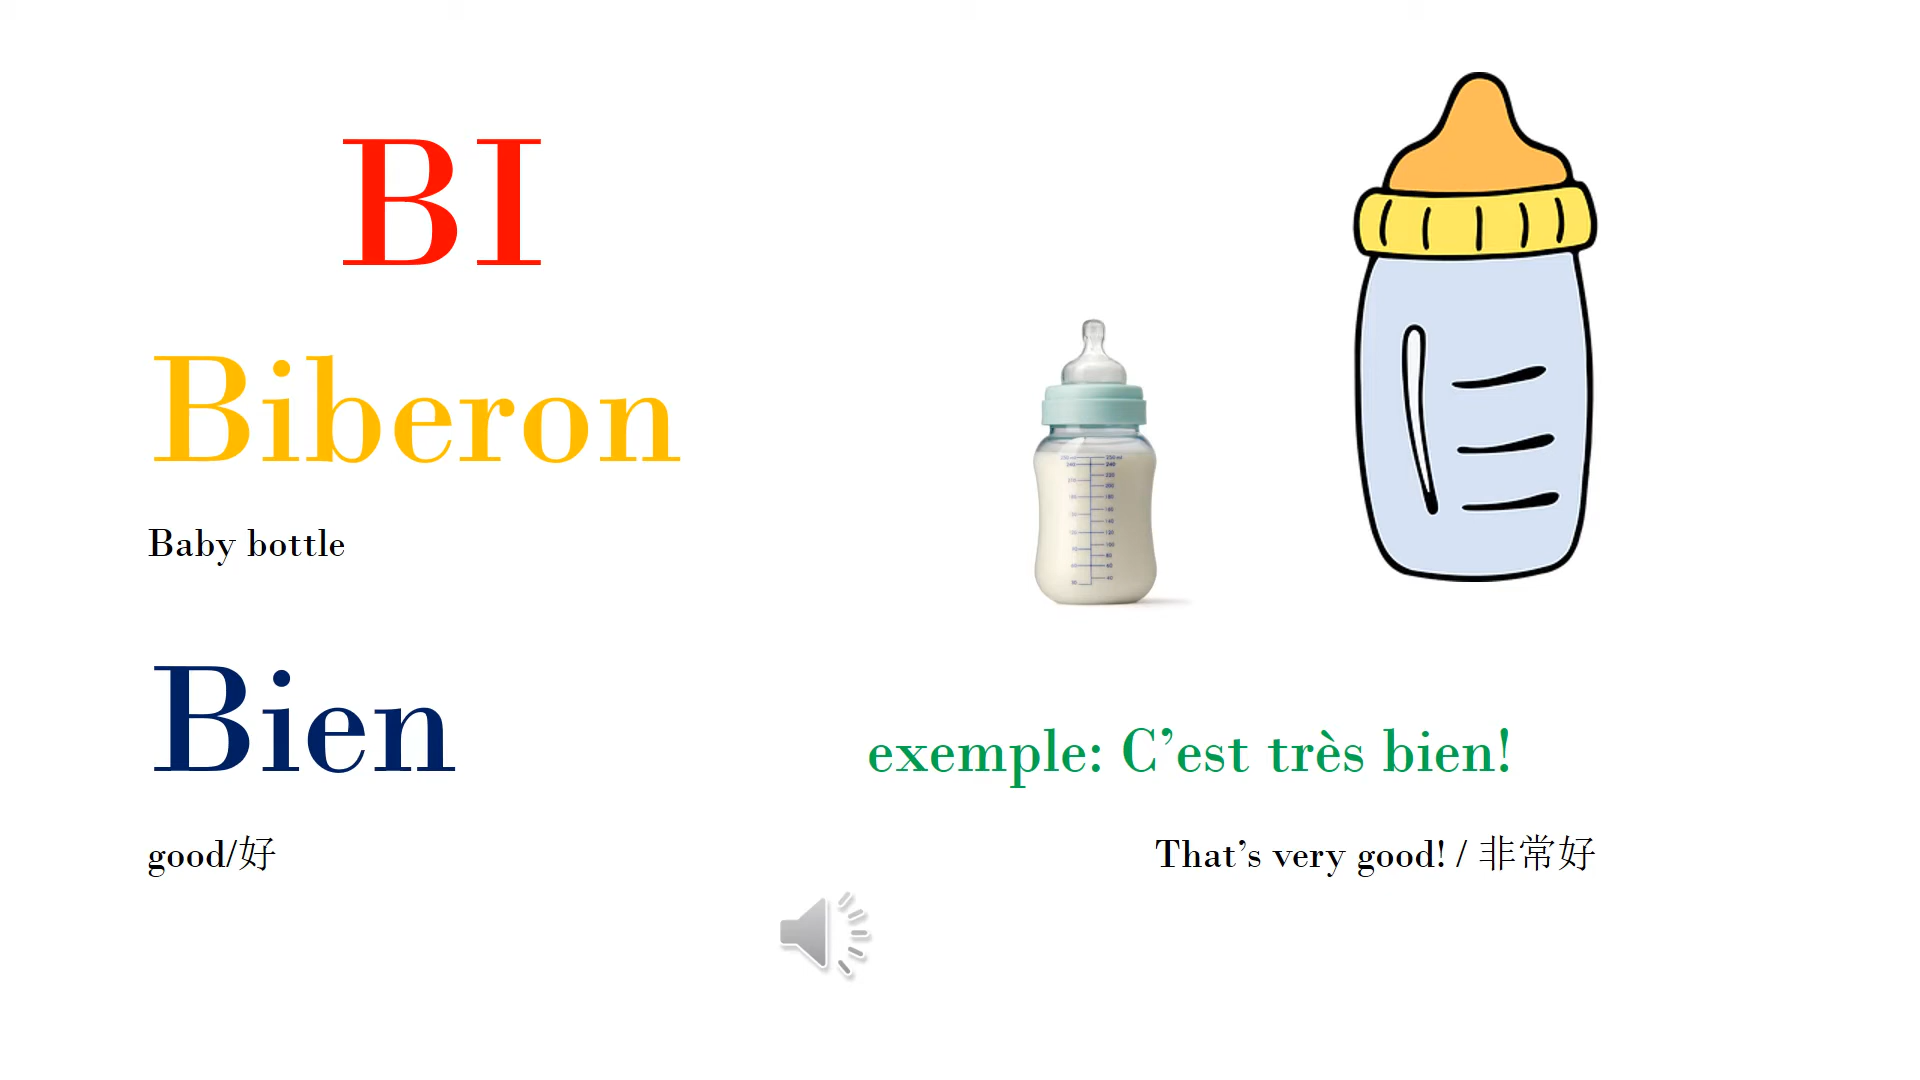 BI
Biberon
Baby bottle
Bien
exemple: C’est très bien!
good/好
That’s very good! / 非常好